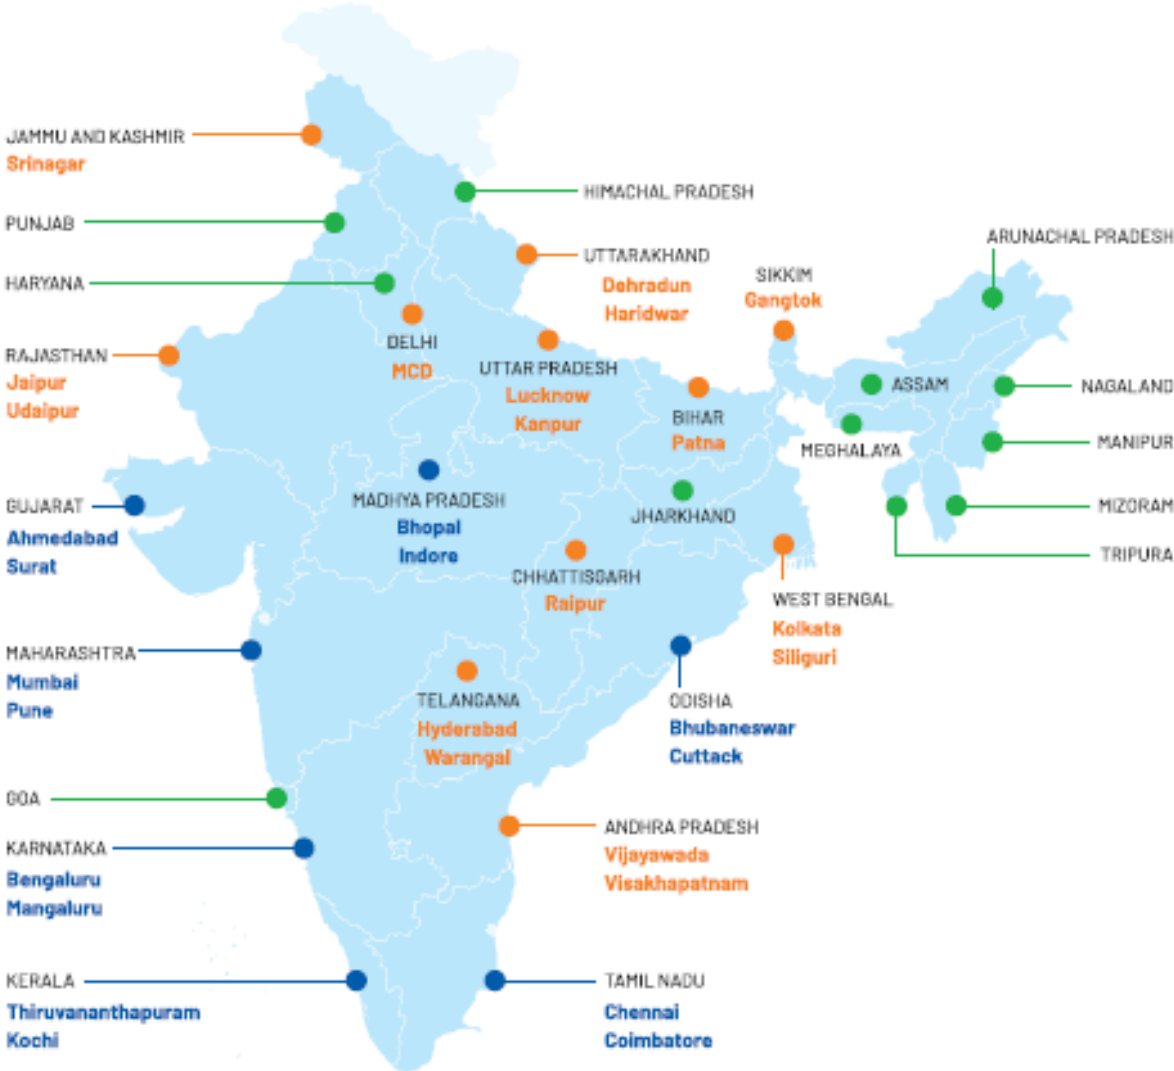 JAMMU AND KASHMIR
Srinagar
HIMACHAL PRADESH
PUNJAB
ARUNACHAL PRADESH
UTTARAKHAND
Dehradun
Haridwar
SIKKIM
Gangtok
HARYANA
DELHI
MCD
RAJASTHAN
Jaipur
Udaipur
UTTAR PRADESH
Lucknow
Kanpur
BIHAR
Patna
ASSAM
NAGALAND
MEGHALAYA
MANIPUR
GUJARAT
Ahmedabad
Surat
MADHYA PRADESH
Bhopal
Indore
JHARKHAND
MIZORAM
TRIPURA
CHHATTISGARH
Raipur
WEST BENGAL
Kolkata
Siliguri
MAHARASHTRA
Mumbai
Pune
TELANGANA
Hyderabad
Warangal
ODISHA
Bhubaneswar
Cuttack
GOA
ANDHRA PRADESH
Vijayawada
Visakhapatnam
KARNATAKA
Bengaluru
Mangaluru
KERALA
Thiruvananthapuram
Kochi
TAMIL NADU
Chennai
Coimbatore